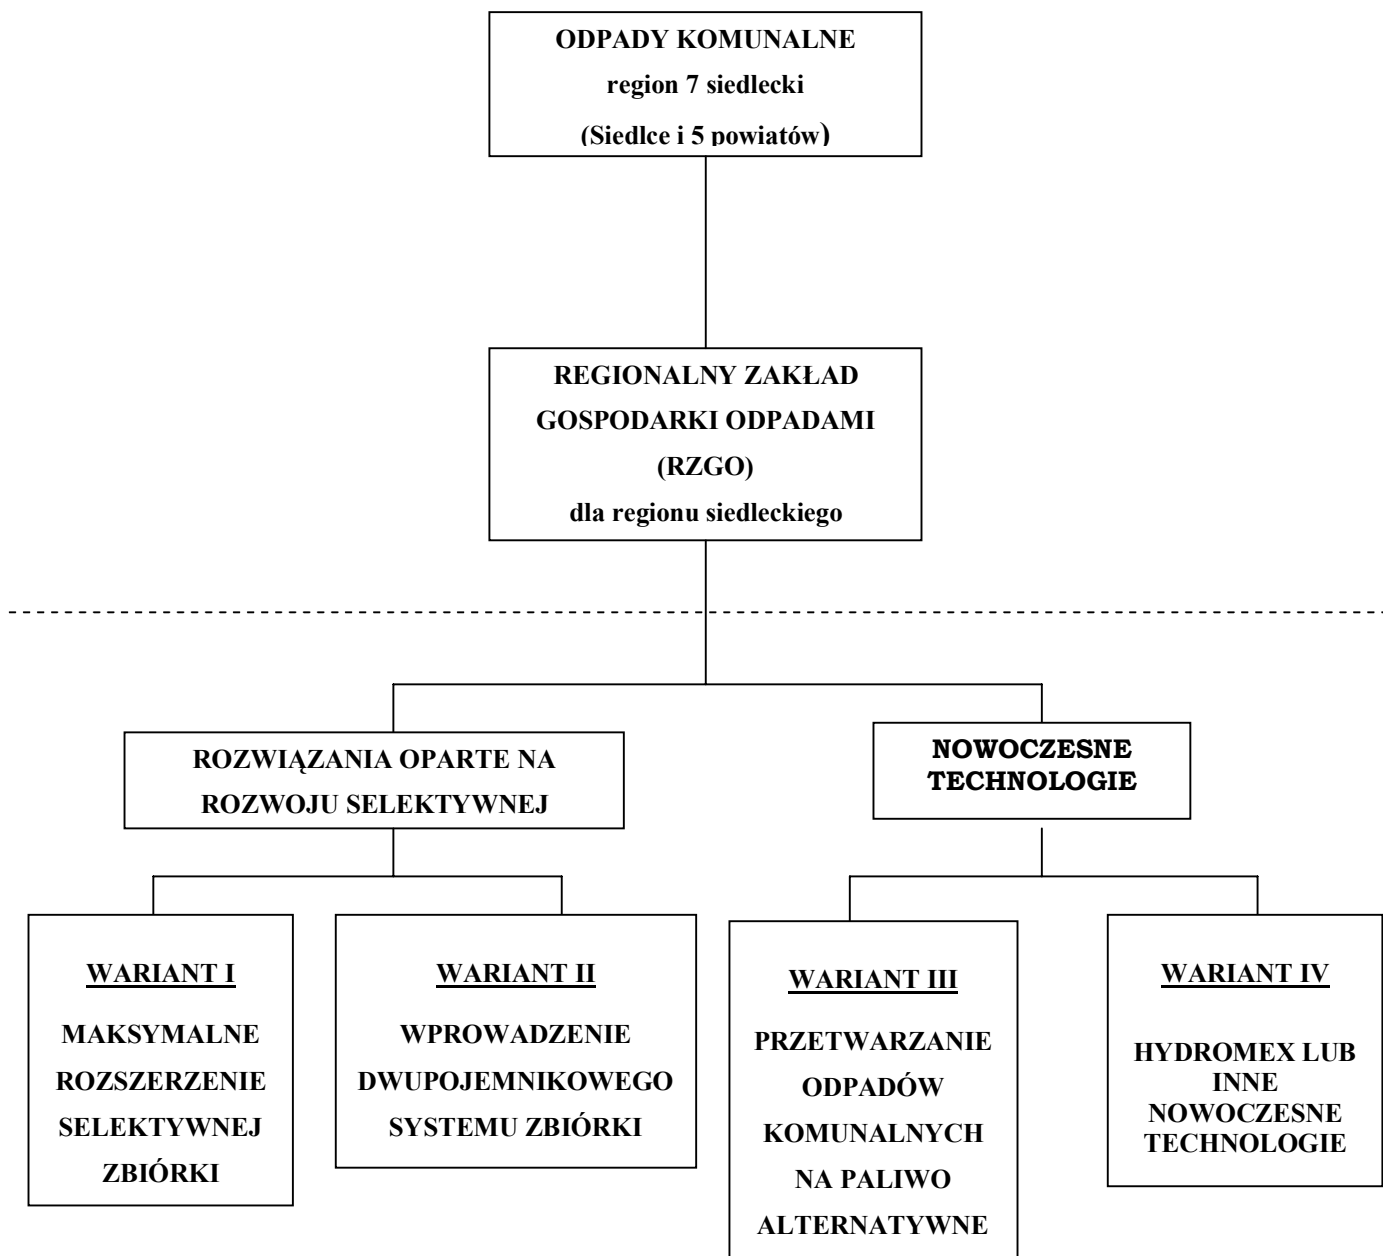 ODPADY KOMUNALNE
region 7 siedlecki
(Siedlce i 5 powiatów)
REGIONALNY ZAKŁAD
GOSPODARKI ODPADAMI
(RZGO)
dla regionu siedleckiego
ROZWIĄZANIA OPARTE NA
ROZWOJU SELEKTYWNEJ
NOWOCZESNE
TECHNOLOGIE
WARIANT I
MAKSYMALNE
ROZSZERZENIE
SELEKTYWNEJ
ZBIÓRKI
WARIANT II
WPROWADZENIE
DWUPOJEMNIKOWEGO
SYSTEMU ZBIÓRKI
WARIANT III
PRZETWARZANIE
ODPADÓW
KOMUNALNYCH
NA PALIWO
ALTERNATYWNE
WARIANT IV
HYDROMEX LUB
INNE
NOWOCZESNE
TECHNOLOGIE